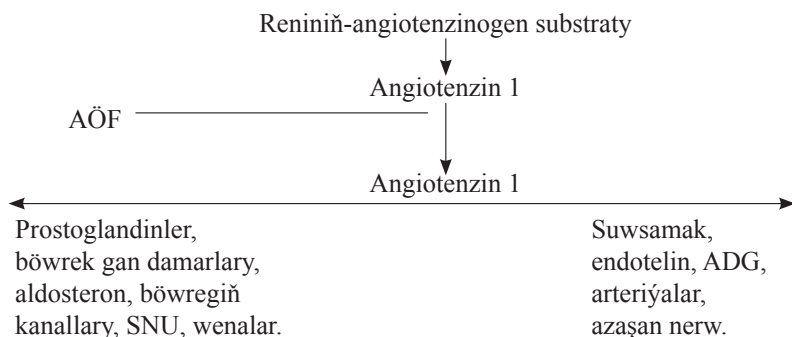 Reniniň-angiotenzinogen substraty
Angiotenzin 1
AÖF
Angiotenzin 1
Prostoglandinler,
böwrek gan damarlary,
aldosteron, böwregiň
kanallary, SNU, wenalar.
Suwsamak,
endotelin, ADG,
arteriýalar,
azaşan nerw.